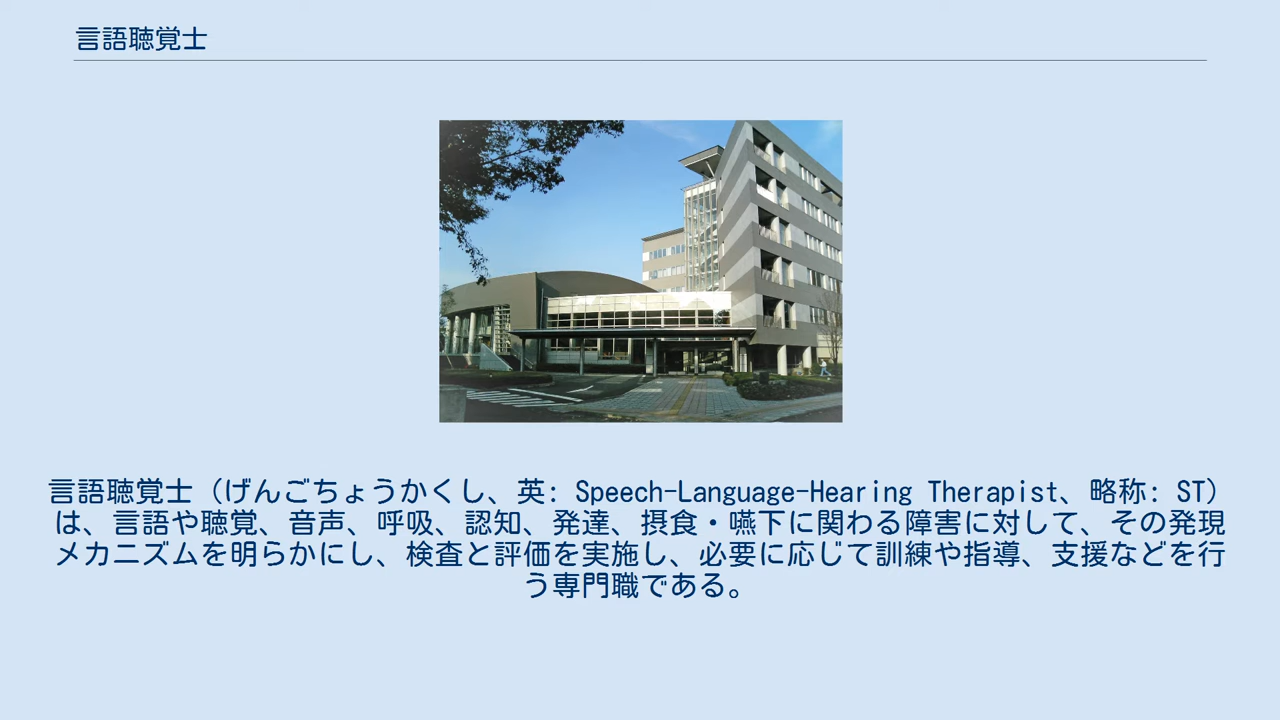 言語聴覚士
言語聴覚士（げんごちょうかくし、英: Speech-Language-Hearing Therapist、略称: ST）
は、言語や聴覚、音声、呼吸、認知、発達、摂食・嚥下に関わる障害に対して、その発現
メカニズムを明らかにし、検査と評価を実施し、必要に応じて訓練や指導、支援などを行
う専門職である。